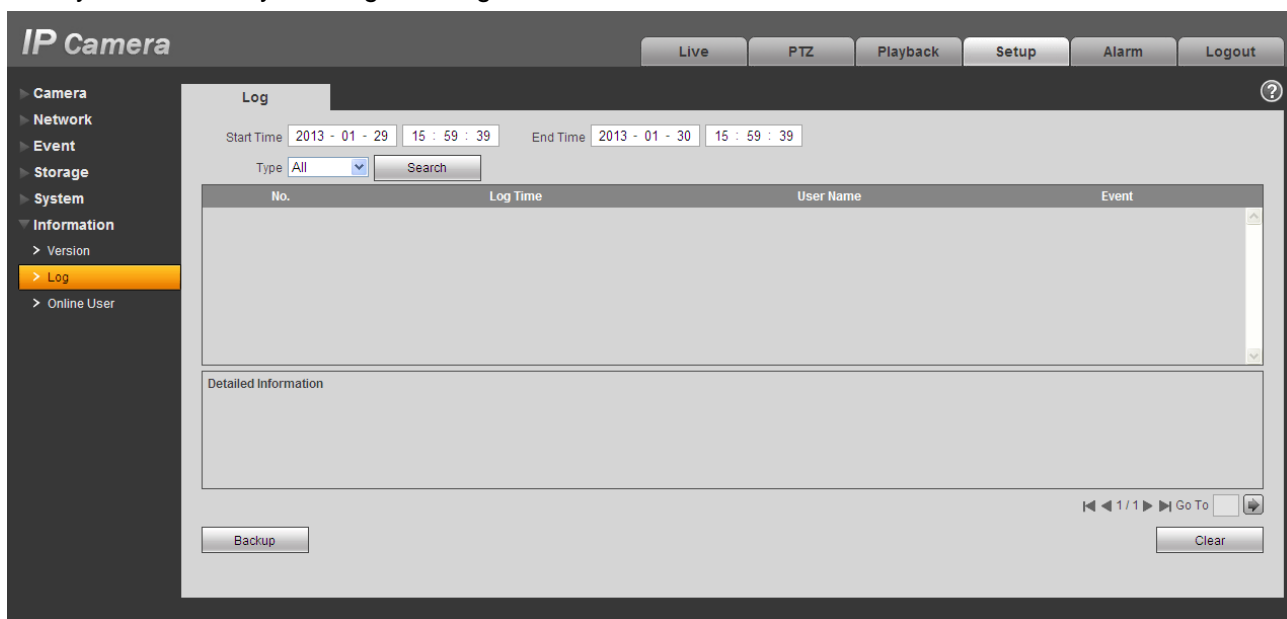 IP Camera
Live PTZ Playback Setup Alarm Logout
Camera
Network
Event
Storage
System
Information
> Version
> Log
> Online User
Log
?
Start Time 2013 - 01 - 29 15 : 59 : 39 End Time 2013 - 01 - 30 15 : 59 : 39
Type All Search
No. Log Time User Name Event
Detailed Information
1 / 1 Go To
Backup Clear